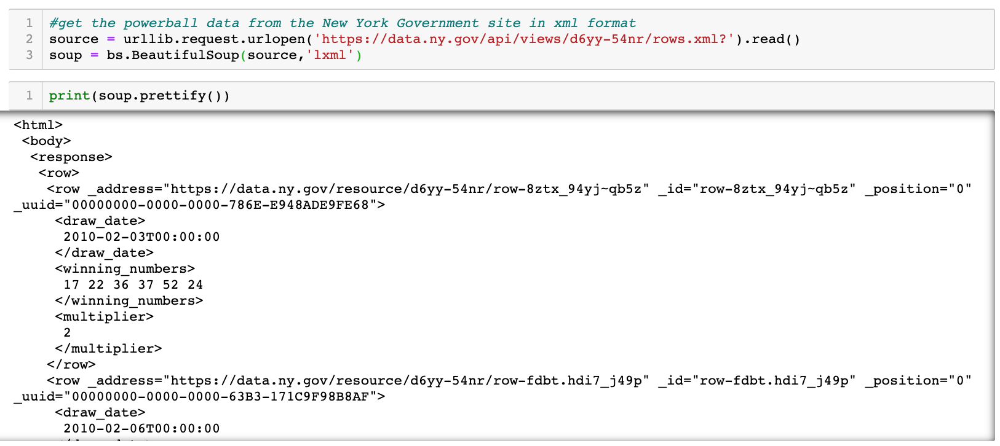 1 #get the powerball data from the New York Government site in xml format
2 source = urllib.request.urlopen('https://data.ny.gov/api/views/d6yy-54nr/rows.xml?').read()
3 soup = bs.BeautifulSoup(source,'lxml')
1 print(soup.prettify())
<html>
<body>
<response>
<row>
<row _address="https://data.ny.gov/resource/d6yy-54nr/row-8ztx_94yj~qb5z" _id="row-8ztx_94yj~qb5z" _position="0"
_uuid="00000000-0000-0000-786E-E948ADE9FE68">
<draw_date>
2010-02-03T00:00:00
</draw_date>
<winning_numbers>
17 22 36 37 52 24
</winning_numbers>
<multiplier>
2
</multiplier>
</row>
<row _address="https://data.ny.gov/resource/d6yy-54nr/row-fdbt.hdi7_j49p" _id="row-fdbt.hdi7_j49p" _position="0"
_uuid="00000000-0000-0000-63B3-171C9F98B8AF">
<draw_date>
2010-02-06T00:00:00